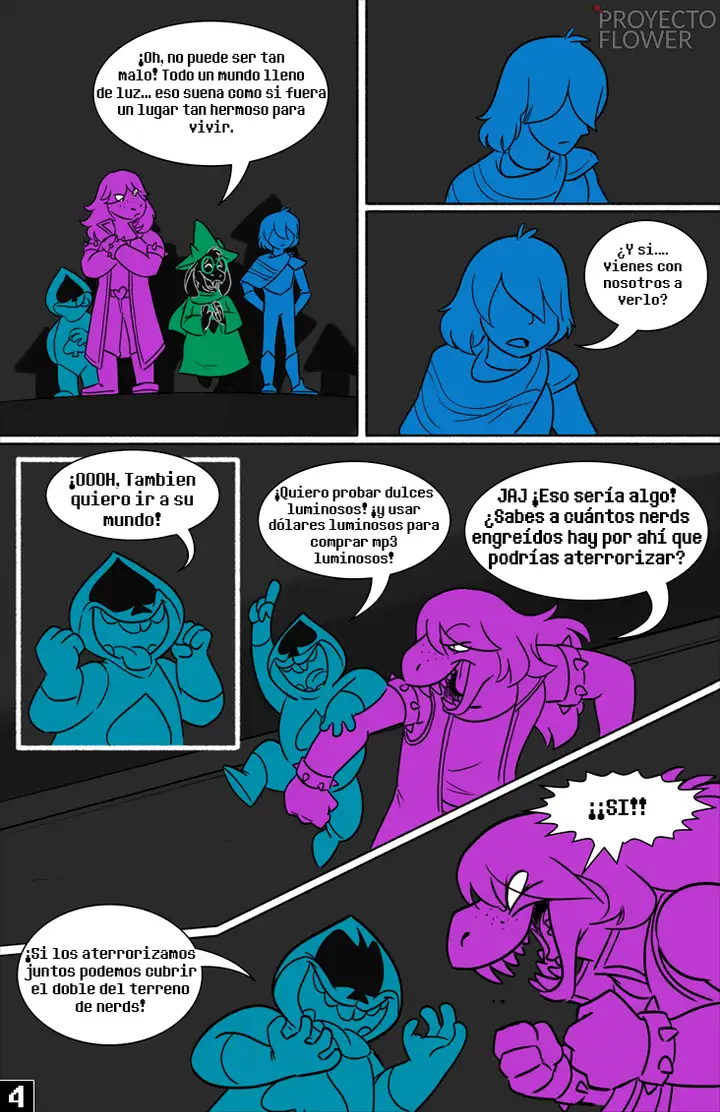 PROYECTO
FLOWER
¡Oh, no puede ser tan
malo! Todo un mundo lleno
de luz... eso suena como si fuera
un lugar tan hermoso para
vivir.
¿Y si....
vienes con
nosotros a
verlo?
¡OOOH, Tambien
quiero ir a su
mundo!
¡Quiero probar dulces
luminosos! ¡y usar
dólares luminosos para
comprar mp3
luminosos!
JAJ ¡Eso sería algo!
¿Sabes a cuántos nerds
engreídos hay por ahí que
podrías aterrorizar?
¡¡SI!!
¡Si los aterrorizamos
juntos podemos cubrir
el doble del terreno
de nerds!
4